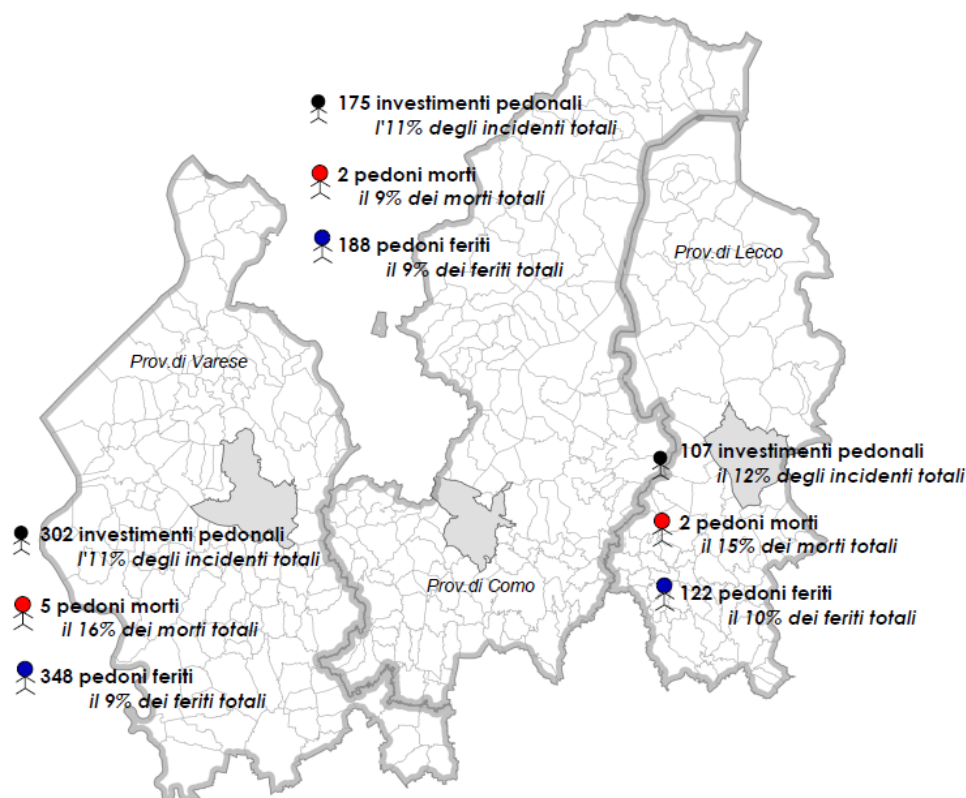 175 investimenti pedonali
l'11% degli incidenti totali
2 pedoni morti
il 9% dei morti totali
188 pedoni feriti
il 9% dei feriti totali
Prov.di Lecco
Prov.di Varese
107 investimenti pedonali
il 12% degli incidenti totali
2 pedoni morti
il 15% dei morti totali
122 pedoni feriti
il 10% dei feriti totali
302 investimenti pedonali
l'11% degli incidenti totali
5 pedoni morti
il 16% dei morti totali
348 pedoni feriti
il 9% dei feriti totali
Prov.di Como